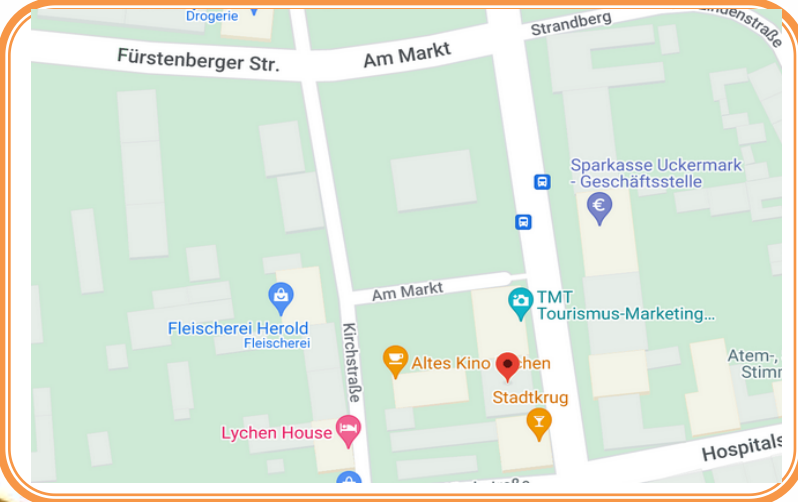 Drogerie
Strandberg
Fürstenberger Str.
Am Markt
Sparkasse Uckermark
- Geschäftsstelle
€
Am Markt
TMT
Tourismus-Marketing...
Fleischerei Herold
Fleischerei
Kirchstraße
Altes Kino
Atem-,
Stadtkrug
Lychen House